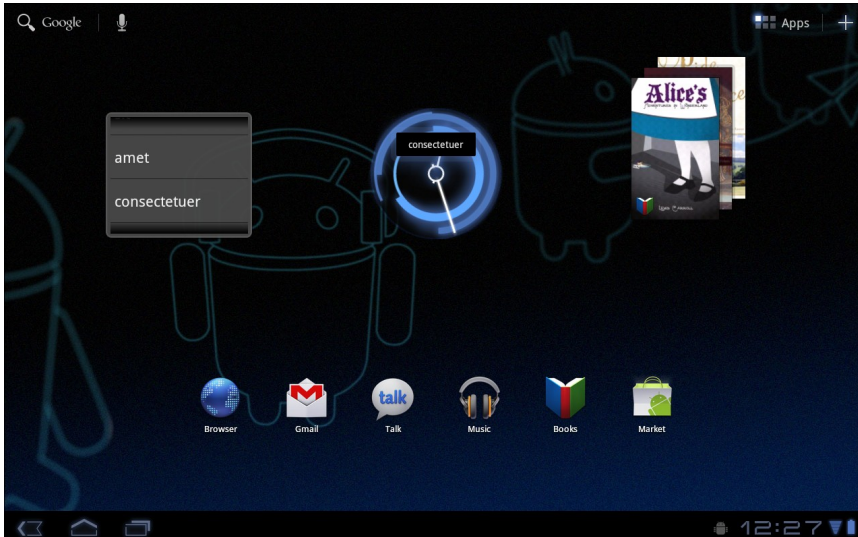 Google
Apps
Alice's
amet
consectetuer
consectetuer
talk
Browser
Gmail
Talk
Music
Books
Market
12:27